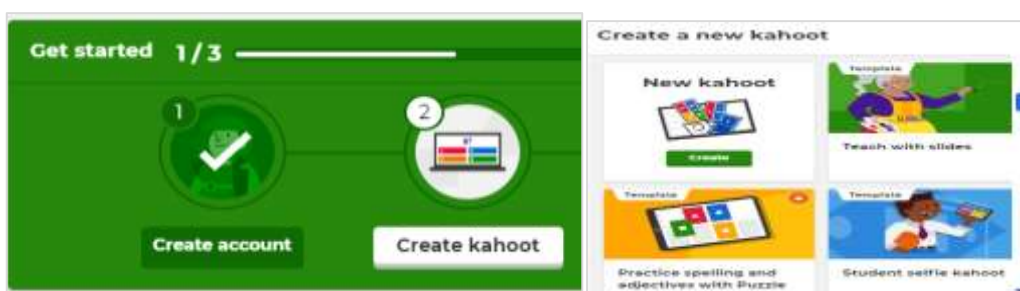 Get started 1/3
1
2
Create account
Create kahoot
Create a new kahoot
New kahoot
Create
Template
Teach with slides
Template
Practice spelling and
adjectives with Puzzle
Template
Student selfie kahoot